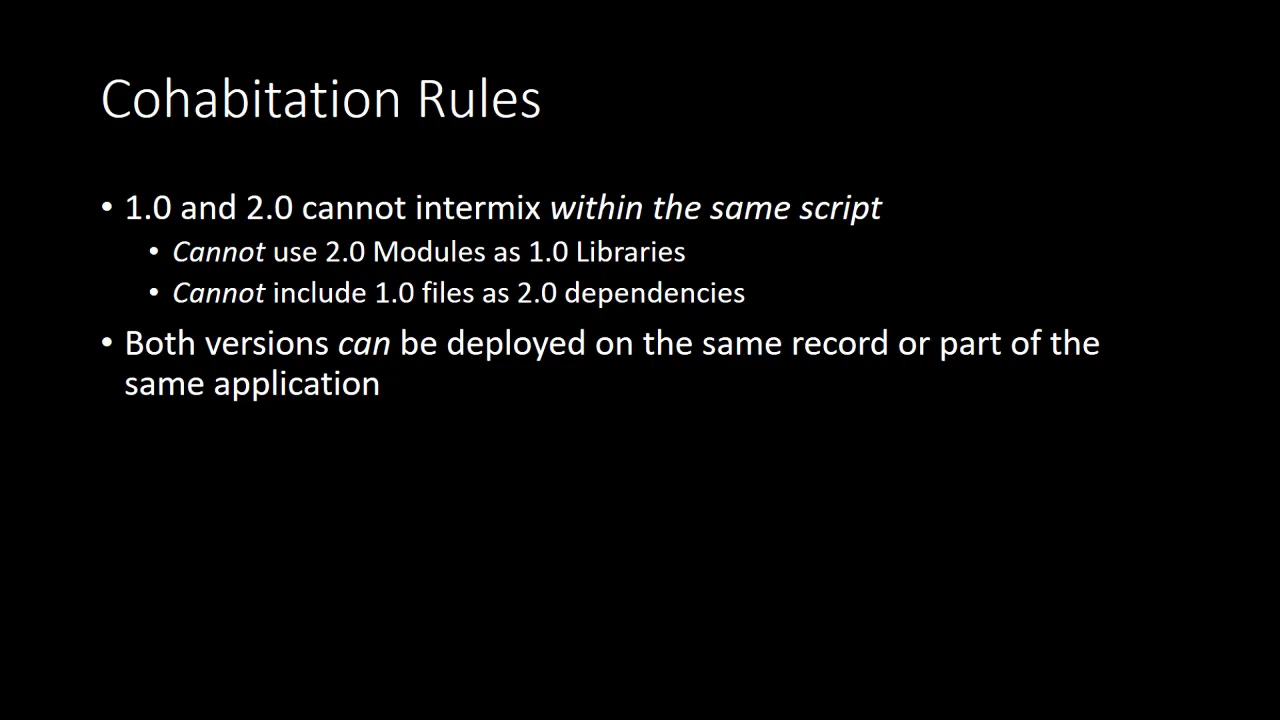 Cohabitation Rules
• 1.0 and 2.0 cannot intermix within the same script
• Cannot use 2.0 Modules as 1.0 Libraries
• Cannot include 1.0 files as 2.0 dependencies
• Both versions can be deployed on the same record or part of the
same application